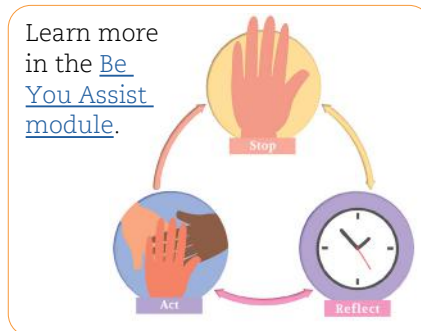 Learn more
in the Be
You Assist
module.
Stop
Act
Reflect